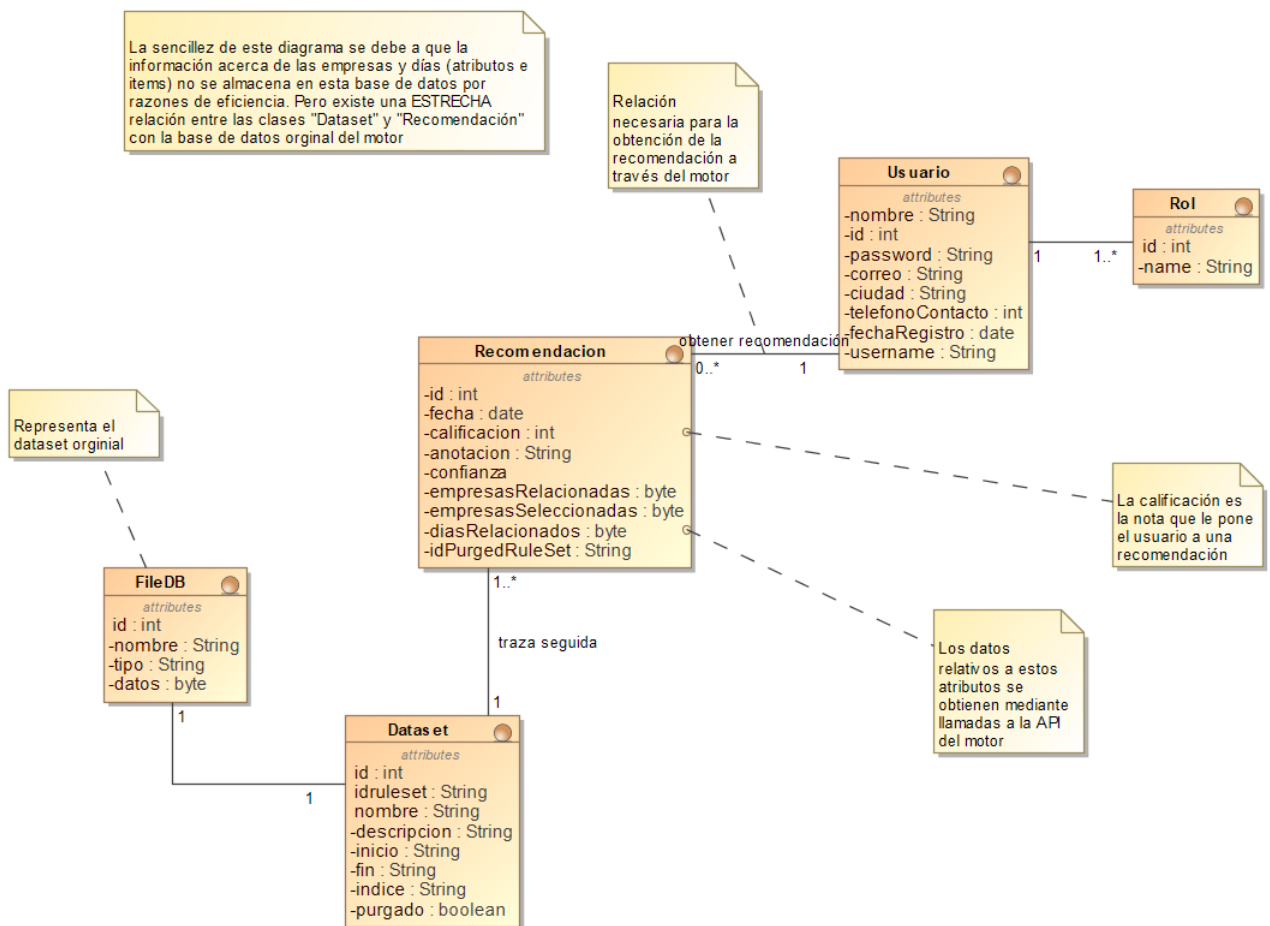 La sencillez de este diagrama se debe a que la
información acerca de las empresas y días (atributos e
items) no se almacena en esta base de datos por
razones de eficiencia. Pero existe una ESTRECHA
relación entre las clases "Dataset" y "Recomendación"
con la base de datos orginal del motor
Relación
necesaria para la
obtención de la
recomendación a
través del motor
Usuario
attributes
-nombre : String
-id : int
-password : String
-correo : String
-ciudad : String
-telefonoContacto : int
-fechaRegistro : date
-username : String
Rol
attributes
id : int
-name : String
1
1..*
obtener recomendación
0..*
1
Recomendacion
attributes
-id : int
-fecha : date
-calificacion : int
-anotacion : String
-confianza
-empresasRelacionadas : byte
-empresasSeleccionadas : byte
-diasRelacionados : byte
-idPurgedRuleSet : String
Representa el
dataset orginial
La calificación es
la nota que le pone
el usuario a una
recomendación
FileDB
attributes
id : int
-nombre : String
-tipo : String
-datos : byte
1..*
traza seguida
1
Los datos
relativos a estos
atributos se
obtienen mediante
llamadas a la API
del motor
1
1
Dataset
attributes
id : int
idruleset : String
nombre : String
-descripcion : String
-inicio : String
-fin : String
-indice : String
-purgado : boolean